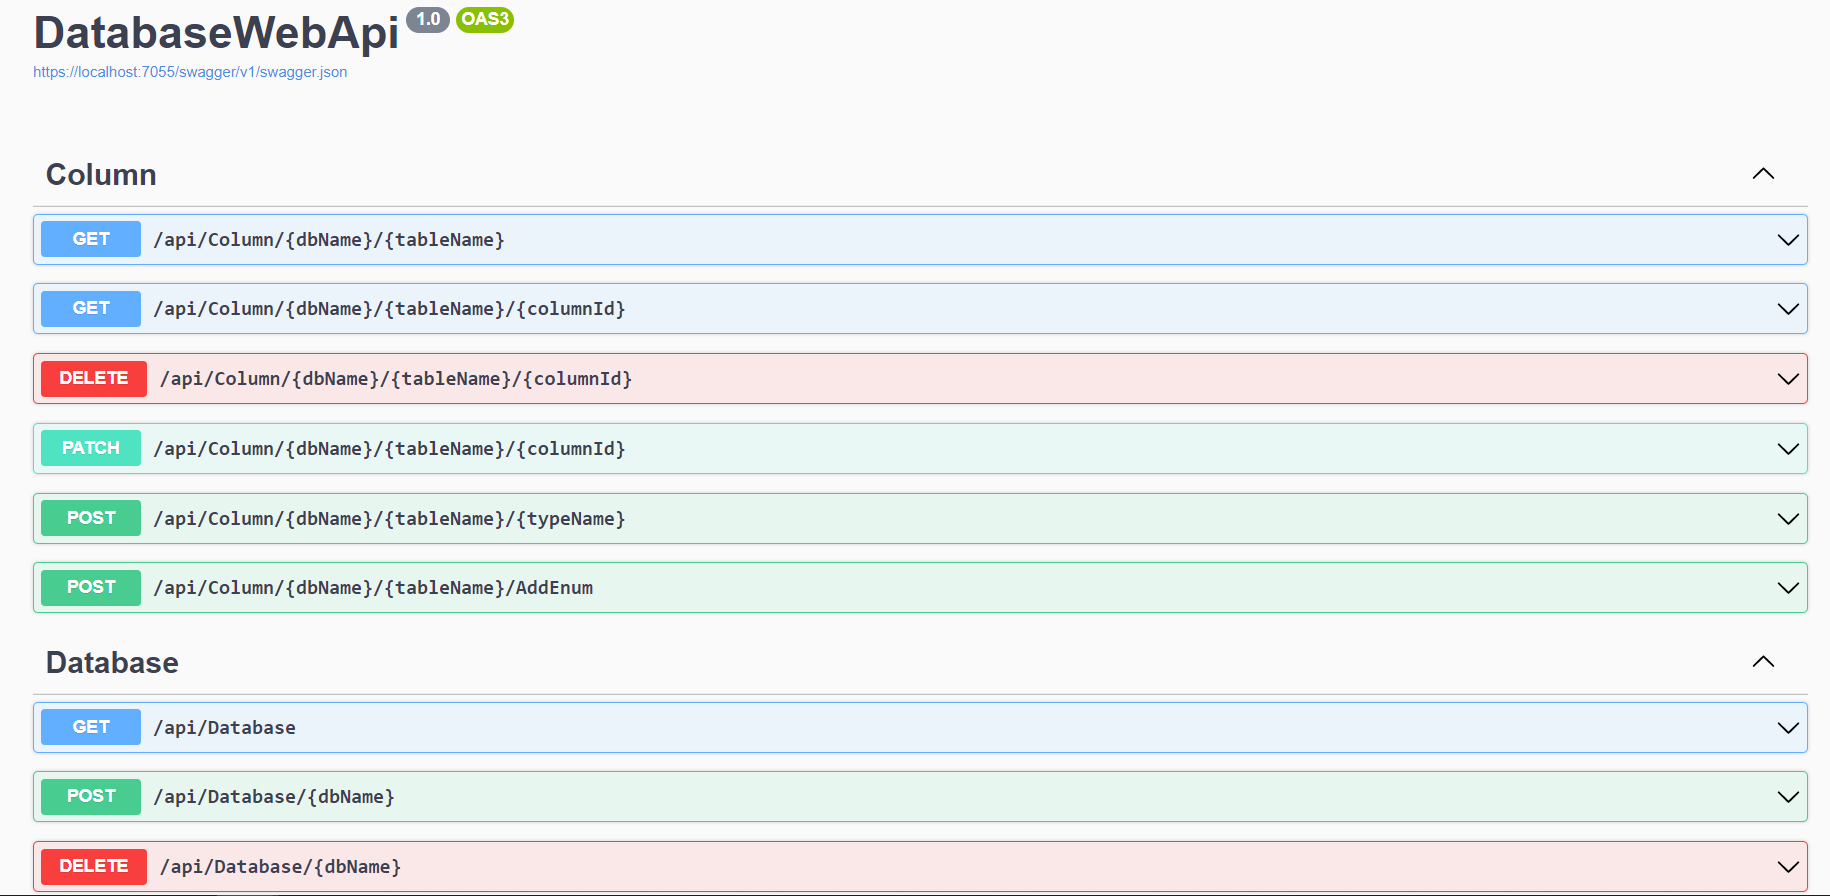 DatabaseWebApi 1.0 OAS3
https://localhost:7055/swagger/v1/swagger.json
Column
GET /api/Column/{dbName}/{tableName}
GET /api/Column/{dbName}/{tableName}/{columnId}
DELETE /api/Column/{dbName}/{tableName}/{columnId}
PATCH /api/Column/{dbName}/{tableName}/{columnId}
POST /api/Column/{dbName}/{tableName}/{typeName}
POST /api/Column/{dbName}/{tableName}/AddEnum
Database
GET /api/Database
POST /api/Database/{dbName}
DELETE /api/Database/{dbName}